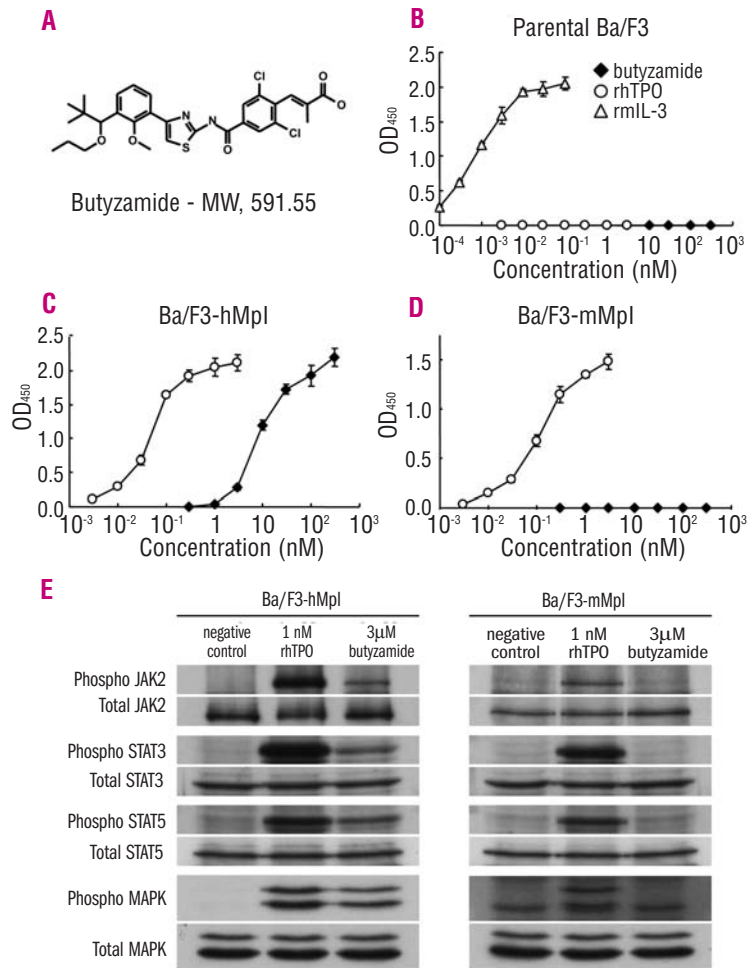 A
Cl
O
N
N
O
O
S
O
Cl
O
Butyzamide - MW, 591.55
B
Parental Ba/F3
butyzamide
rhTPO
rmIL-3
OD450
2.5
2.0
1.5
1.0
0.5
0.0
10-4 10-3 10-2 10-1 1 10 102 103
Concentration (nM)
C
Ba/F3-hMpl
OD450
2.5
2.0
1.5
1.0
0.5
0.0
10-3 10-2 10-1 1 10 102 103
Concentration (nM)
D
Ba/F3-mMpl
OD450
1.5
1.0
0.5
0.0
10-3 10-2 10-1 1 10 102 103
Concentration (nM)
E
Ba/F3-hMpl
negative control
1 nM rhTPO
3µM butyzamide
Ba/F3-mMpl
negative control
1 nM rhTPO
3µM butyzamide
Phospho JAK2
Total JAK2
Phospho STAT3
Total STAT3
Phospho STAT5
Total STAT5
Phospho MAPK
Total MAPK